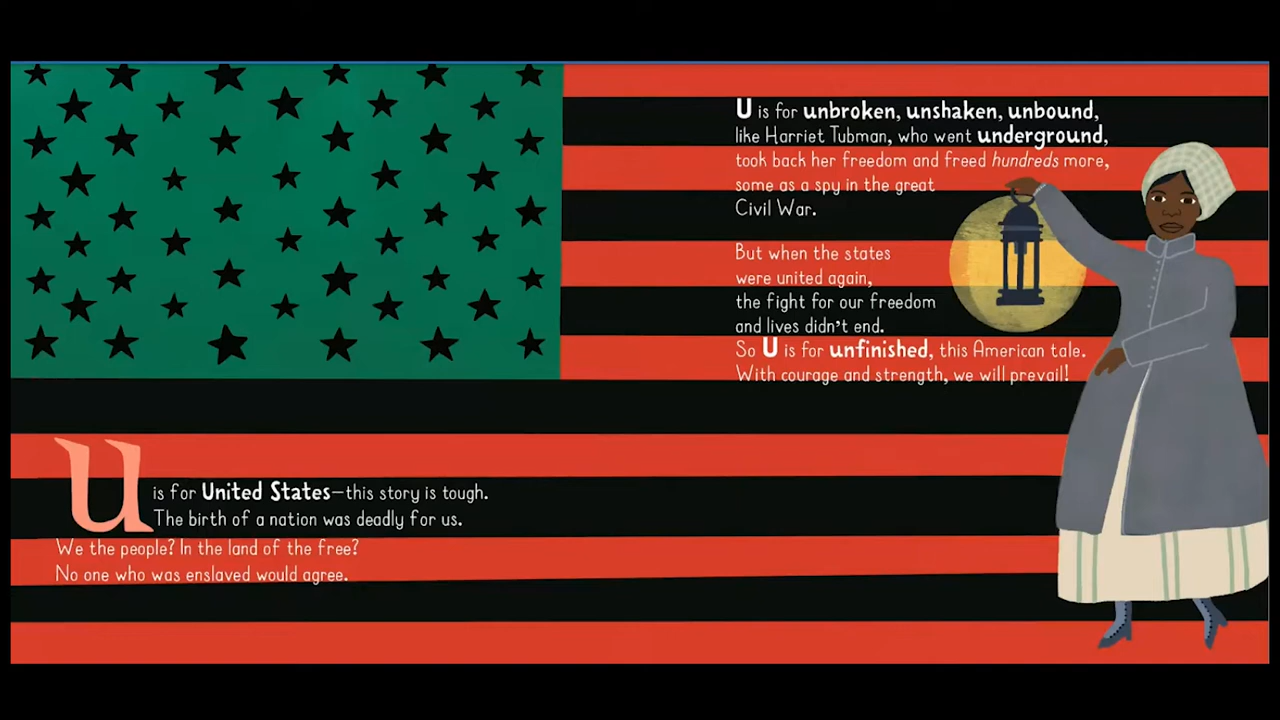 U is for United States—this story is tough.
The birth of a nation was deadly for us.
We the people? In the land of the free?
No one who was enslaved would agree.
U is for unbroken, unshaken, unbound,
like Harriet Tubman, who went underground,
took back her freedom and freed hundreds more,
some as a spy in the great
Civil War.
But when the states
were united again,
the fight for our freedom
and lives didn't end.
So U is for unfinished, this American tale.
With courage and strength, we will prevail!